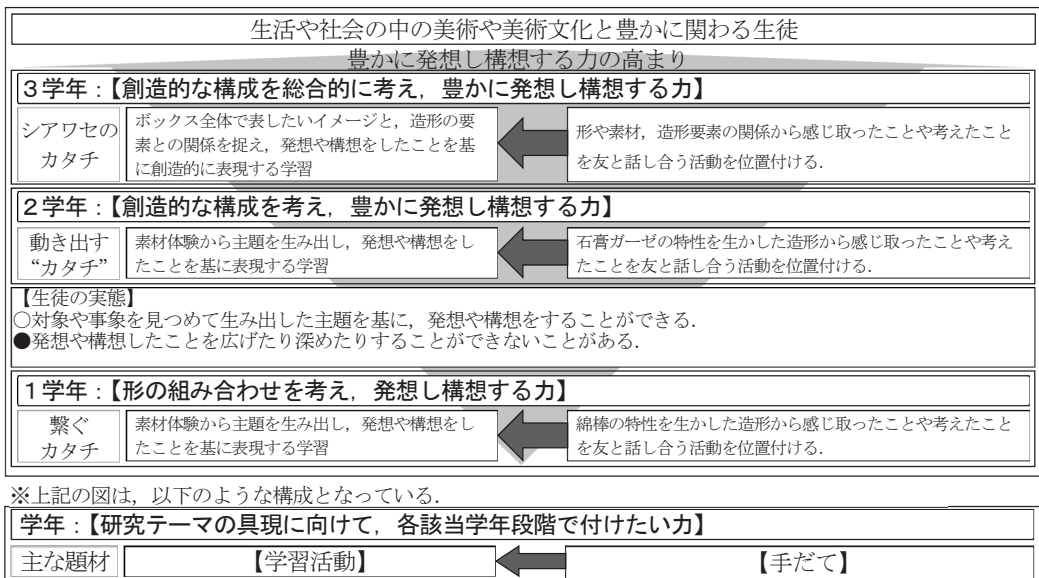 生活や社会の中の美術や美術文化と豊かに関わる生徒
豊かに発想し構想する力の高まり
3学年:【創造的な構成を総合的に考え，豊かに発想し構想する力】
シアワセの
カタチ
ボックス全体で表したいイメージと，造形の要
素との関係を捉え，発想や構想をしたことを基
に創造的に表現する学習
形や素材，造形要素の関係から感じ取ったことや考えたこと
を友と話し合う活動を位置付ける．
2学年:【創造的な構成を考え，豊かに発想し構想する力】
動き出す
“カタチ”
素材体験から主題を生み出し，発想や構想をし
たことを基に表現する学習
石膏ガーゼの特性を生かした造形から感じ取ったことや考え
たことを友と話し合う活動を位置付ける．
【生徒の実態】
○対象や事象を見つめて生み出した主題を基に，発想や構想をすることができる．
●発想や構想したことを広げたり深めたりすることができないことがある．
1学年:【形の組み合わせを考え，発想し構想する力】
繋ぐ
カタチ
素材体験から主題を生み出し，発想や構想をし
たことを基に表現する学習
綿棒の特性を生かした造形から感じ取ったことや考えたこと
を友と話し合う活動を位置付ける．
※上記の図は，以下のような構成となっている．
学年:【研究テーマの具現に向けて，各該当学年段階で付けたい力】
主な題材
【学習活動】
【手だて】